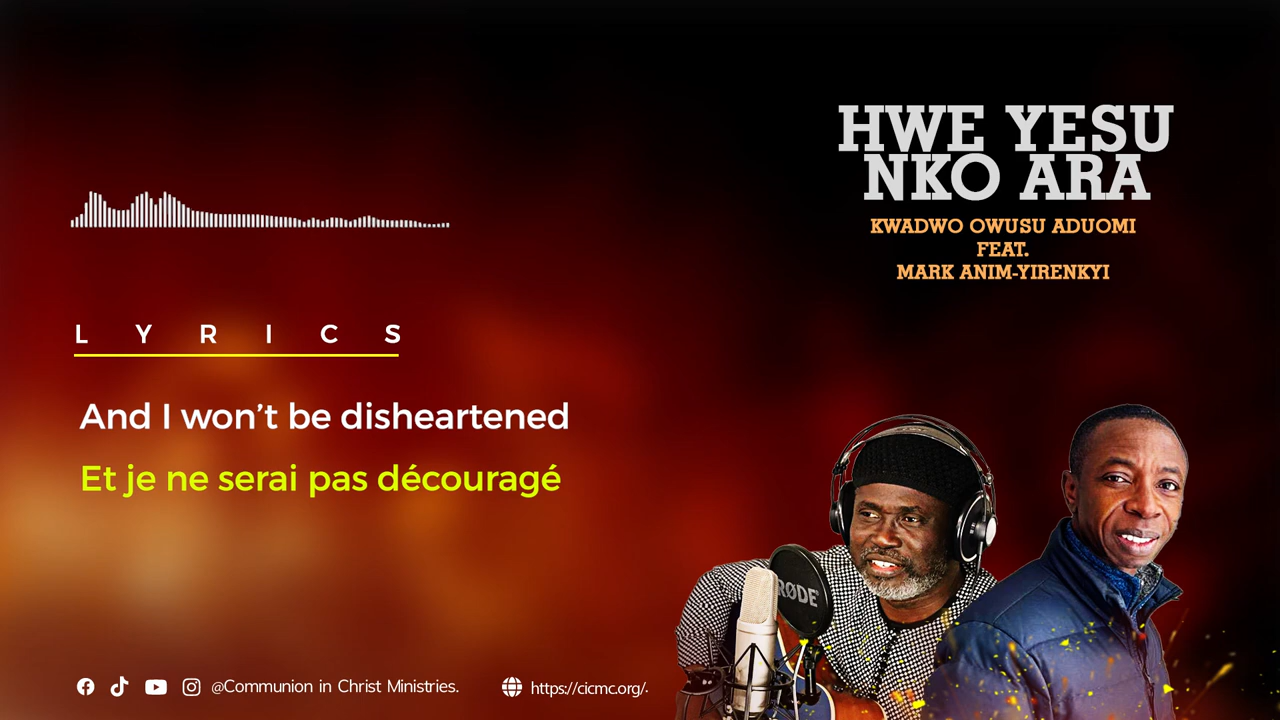 HWE YESU
NKO ARA
KWADWO OWUSU ADUOMI
FEAT.
MARK ANIM-YIRENKYI
LYRICS
And I won't be disheartened
Et je ne serai pas découragé
RØDE
@Communion in Christ Ministries.
https://cicmc.org/.